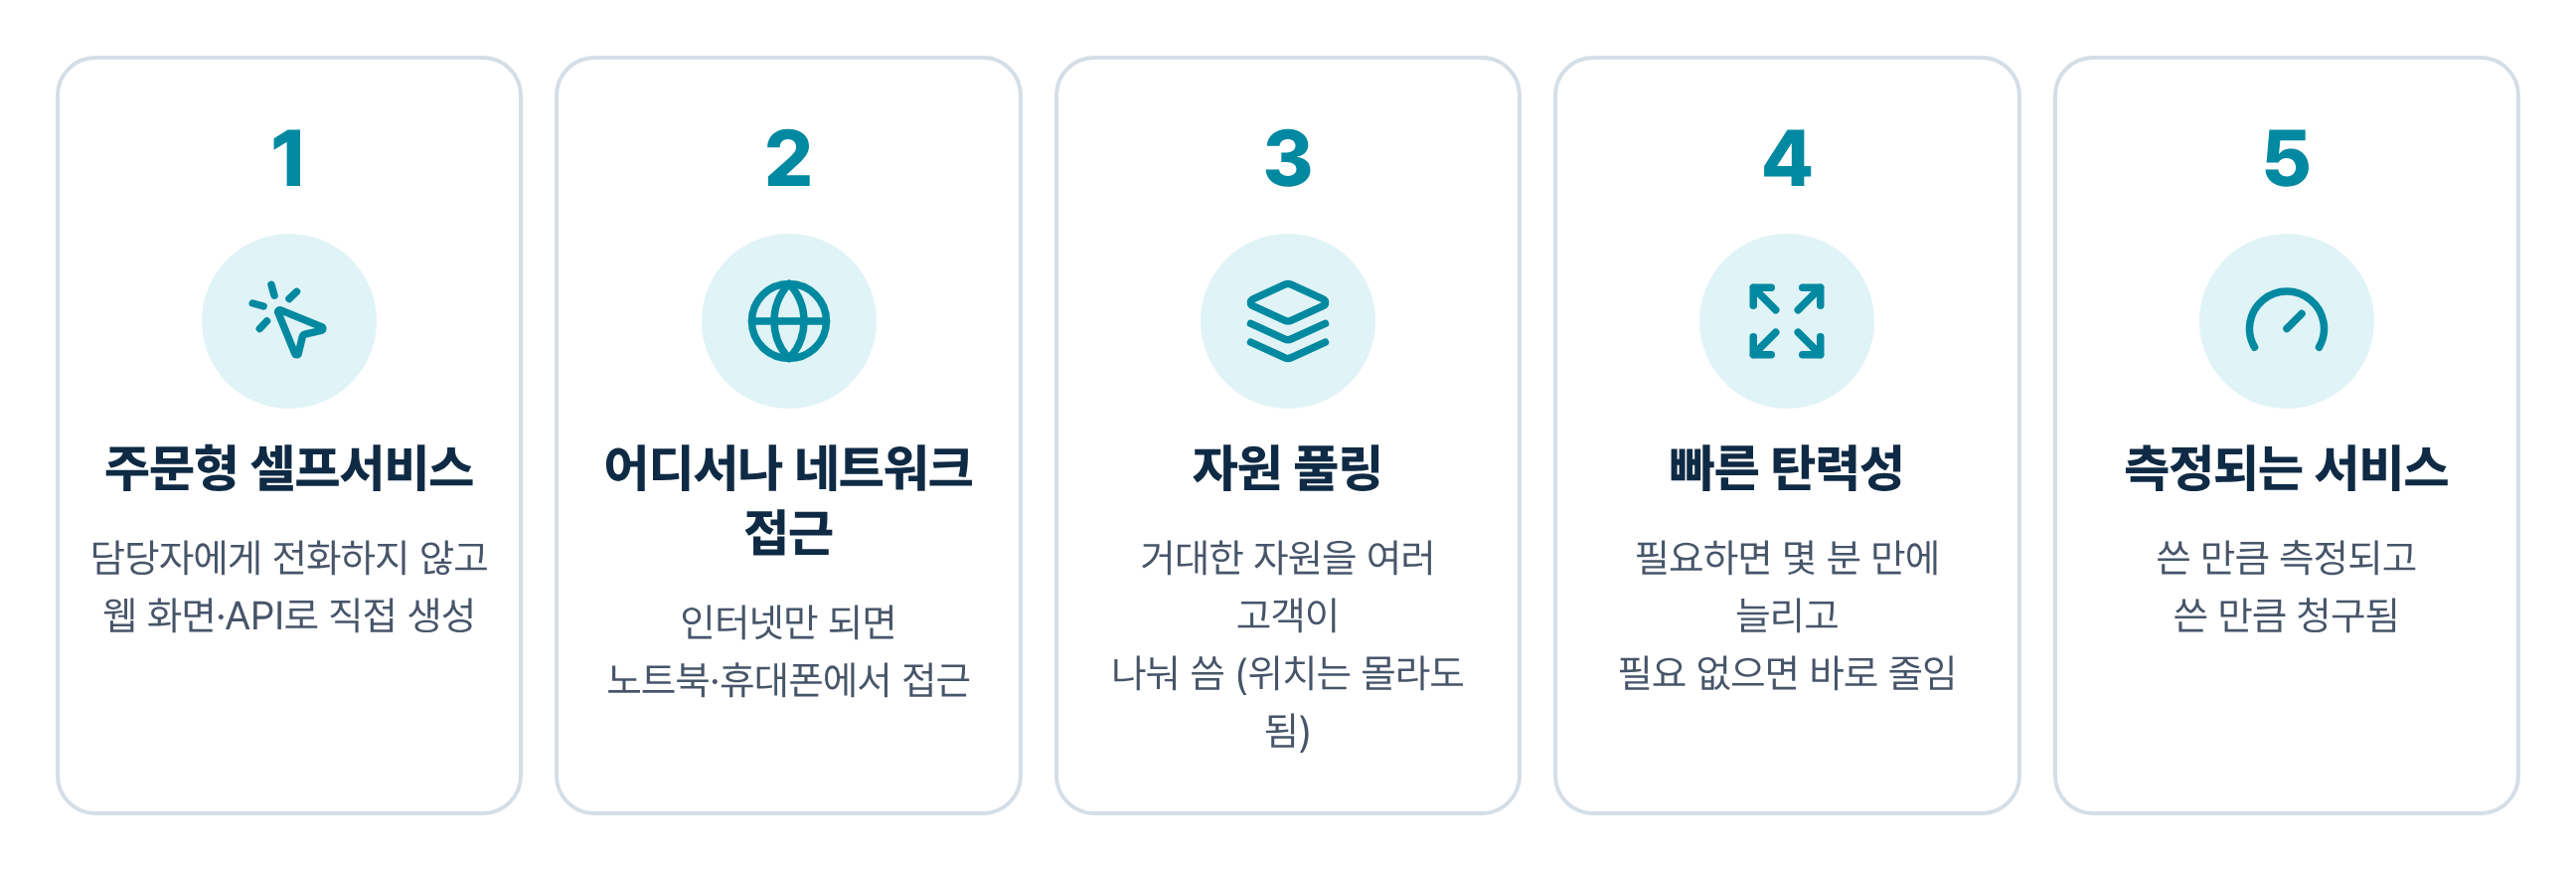 1
주문형 셀프서비스
담당자에게 전화하지 않고
웹 화면·API로 직접 생성
2
어디서나 네트워크
접근
인터넷만 되면
노트북·휴대폰에서 접근
3
자원 풀링
거대한 자원을 여러
고객이
나눠 씀 (위치는 몰라도
됨)
4
빠른 탄력성
필요하면 몇 분 만에
늘리고
필요 없으면 바로 줄임
5
측정되는 서비스
쓴 만큼 측정되고
쓴 만큼 청구됨